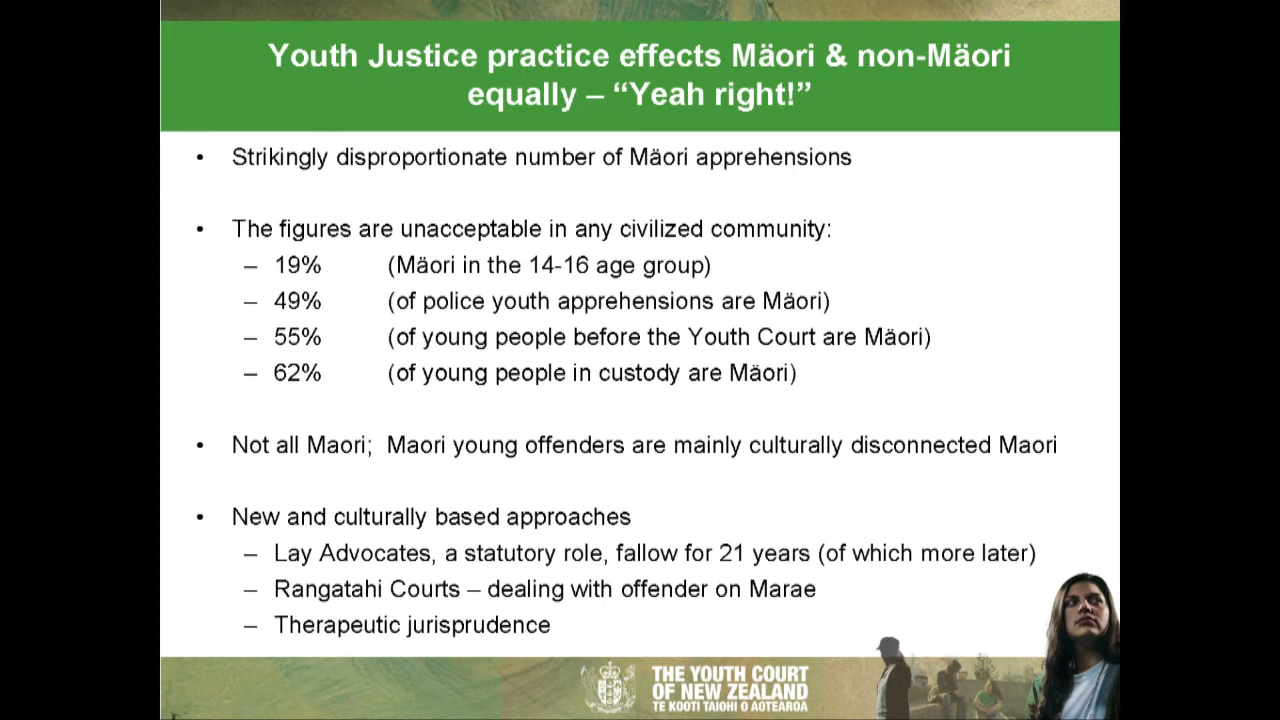 Youth Justice practice effects Mäori & non-Mäori
equally – “Yeah right!”
• Strikingly disproportionate number of Mäori apprehensions
• The figures are unacceptable in any civilized community:
– 19% (Mäori in the 14-16 age group)
– 49% (of police youth apprehensions are Mäori)
– 55% (of young people before the Youth Court are Mäori)
– 62% (of young people in custody are Mäori)
• Not all Maori; Maori young offenders are mainly culturally disconnected Maori
• New and culturally based approaches
– Lay Advocates, a statutory role, fallow for 21 years (of which more later)
– Rangatahi Courts – dealing with offender on Marae
– Therapeutic jurisprudence
THE YOUTH COURT
OF NEW ZEALAND
TE KOOTI TAIOHI O AOTEAROA